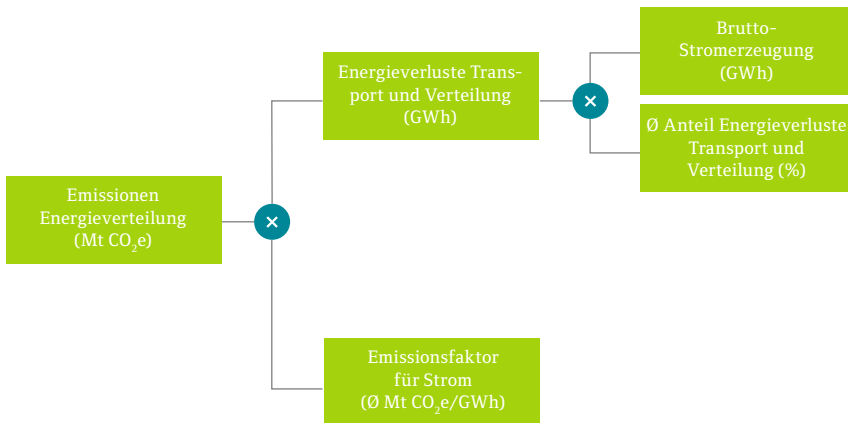 Brutto-
Stromerzeugung
(GWh)
Energieverluste Trans-
port und Verteilung
(GWh)
×
Ø Anteil Energieverluste
Transport und
Verteilung (%)
Emissionen
Energieverteilung
(Mt CO₂e)
×
Emissionsfaktor
für Strom
(Ø Mt CO₂e/GWh)